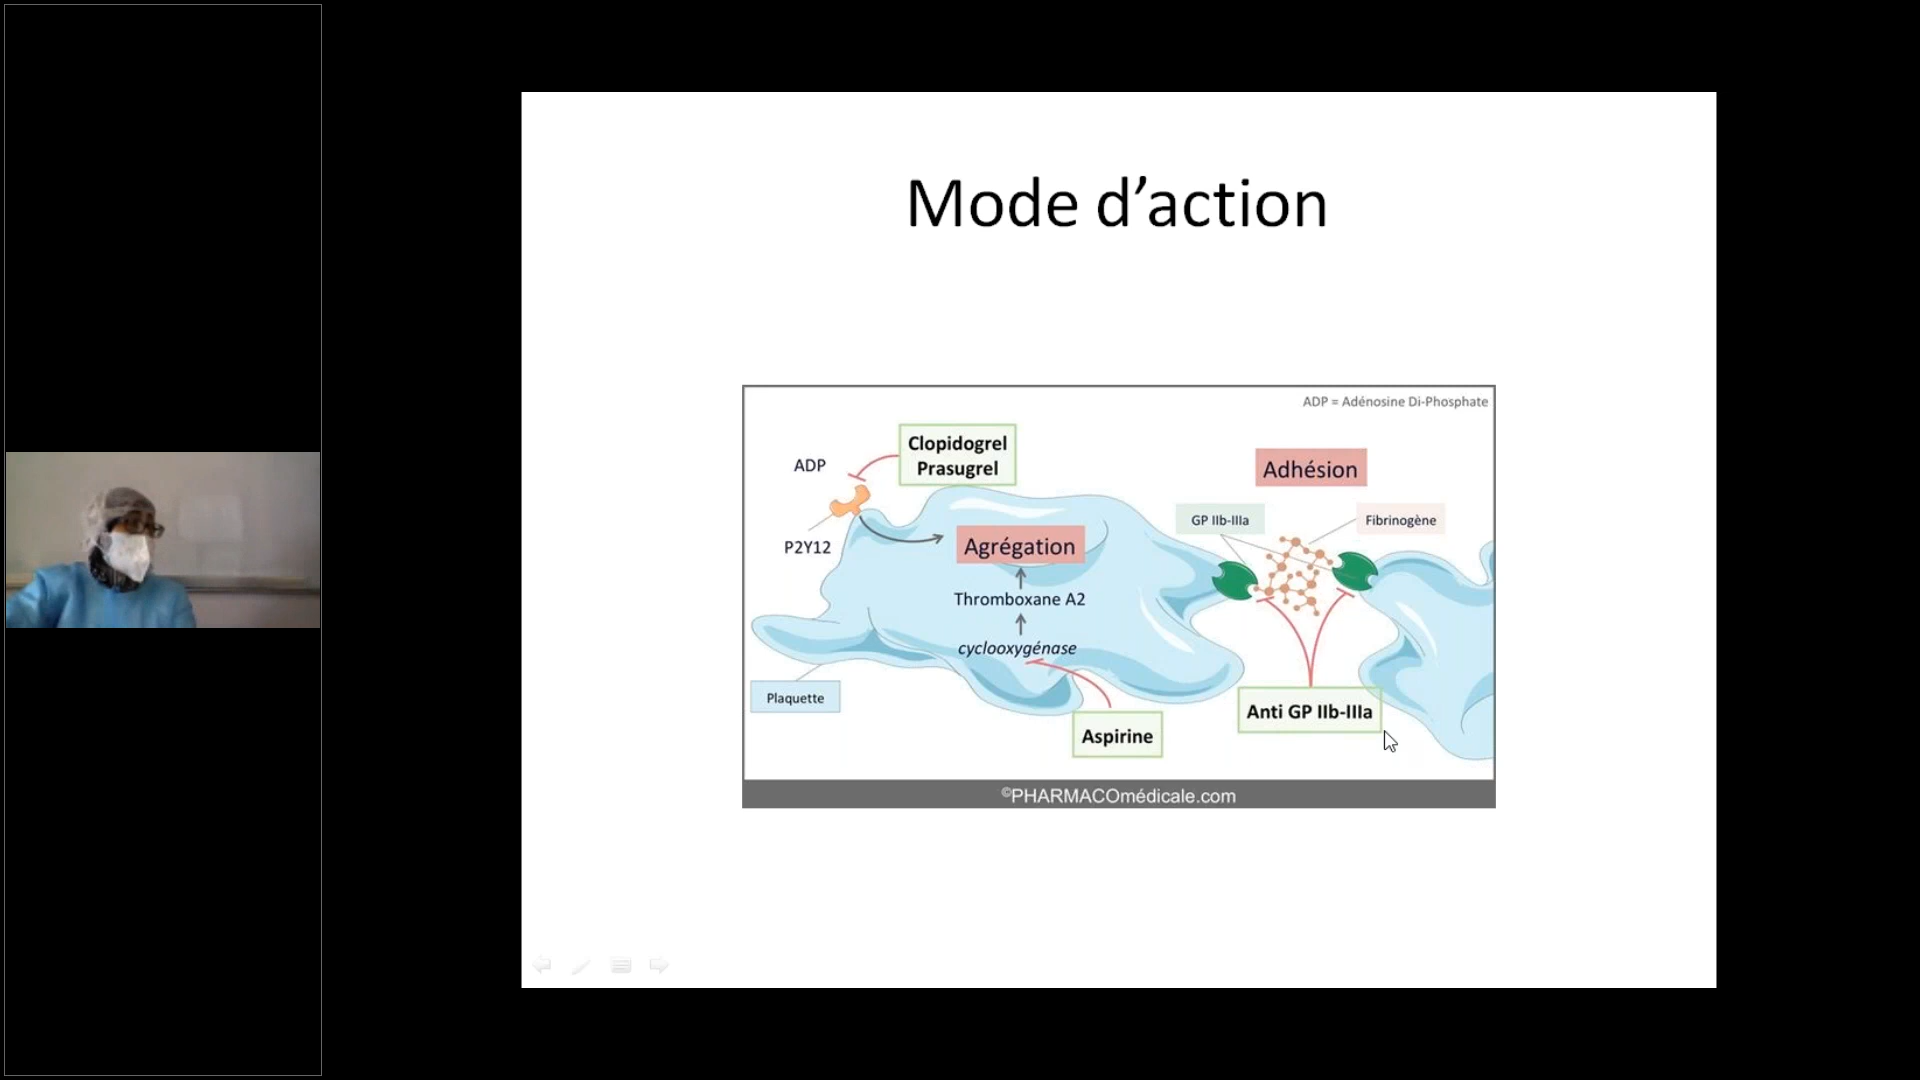 Mode d’action
ADP = Adénosine Di-Phosphate
Clopidogrel
Prasugrel
ADP
Adhésion
GP IIb-IIIa
Fibrinogène
P2Y12
Agrégation
Thromboxane A2
cyclooxygénase
Plaquette
Aspirine
Anti GP IIb-IIIa
©PHARMACOmédicale.com